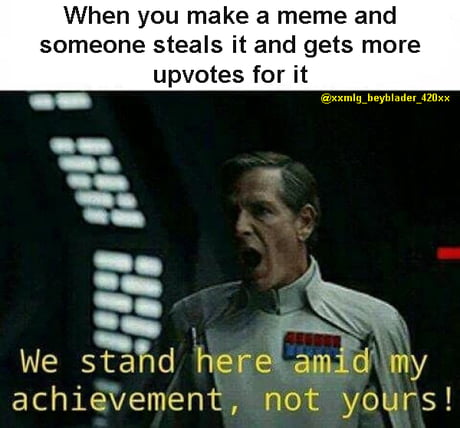 When you make a meme and
someone steals it and gets more
upvotes for it
@xxmlg_beyblader_420xx
We stand here amid my
achievement, not yours!